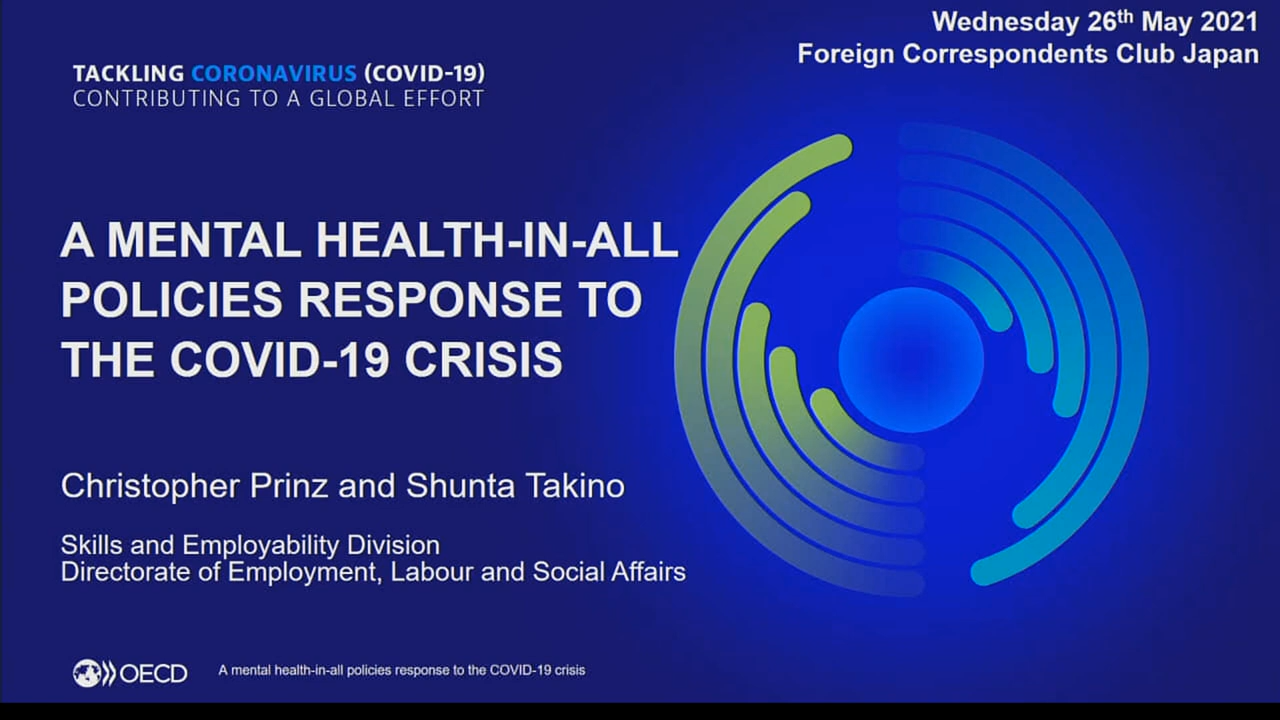 Wednesday 26th May 2021
Foreign Correspondents Club Japan
TACKLING CORONAVIRUS (COVID-19)
CONTRIBUTING TO A GLOBAL EFFORT
A MENTAL HEALTH-IN-ALL
POLICIES RESPONSE TO
THE COVID-19 CRISIS
Christopher Prinz and Shunta Takino
Skills and Employability Division
Directorate of Employment, Labour and Social Affairs
OECD
A mental health-in-all policies response to the COVID-19 crisis